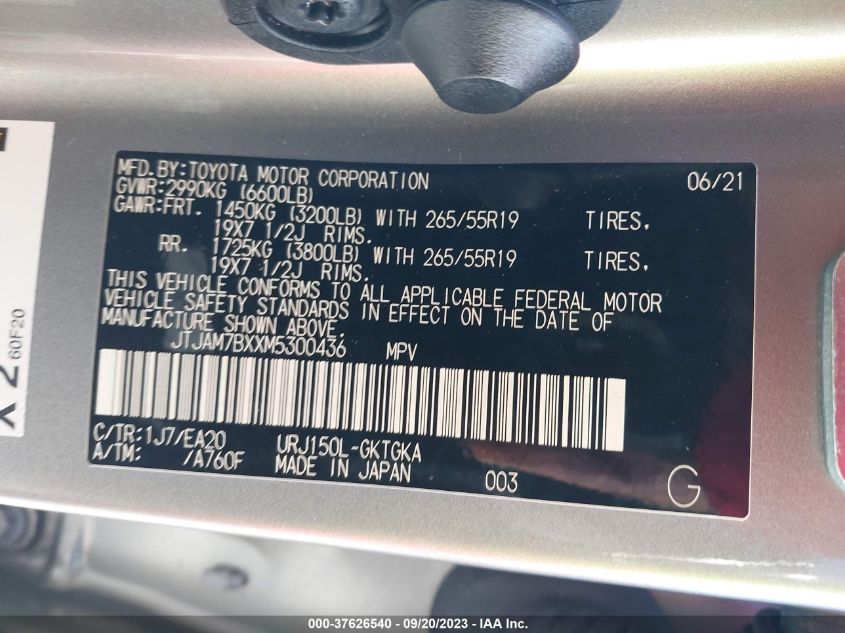 MFD.BY:TOYOTA MOTOR CORPORATION 06/21
GVWR:2990KG (6600LB)
GAWR:FRT. 1450KG (3200LB) WITH 265/55R19 TIRES,
19X7 1/2J RIMS.
RR. 1725KG (3800LB) WITH 265/55R19 TIRES,
19X7 1/2J RIMS.
THIS VEHICLE CONFORMS TO ALL APPLICABLE FEDERAL MOTOR
VEHICLE SAFETY STANDARDS IN EFFECT ON THE DATE OF
MANUFACTURE SHOWN ABOVE.
JTJAM7BXXM5300436 MPV
C/TR:1J7/EA20 URJ150L-GKTGKA
A/TM: /A760F MADE IN JAPAN 003 G
X2 60F20
000-37626540 - 09/20/2023 - IAA Inc.